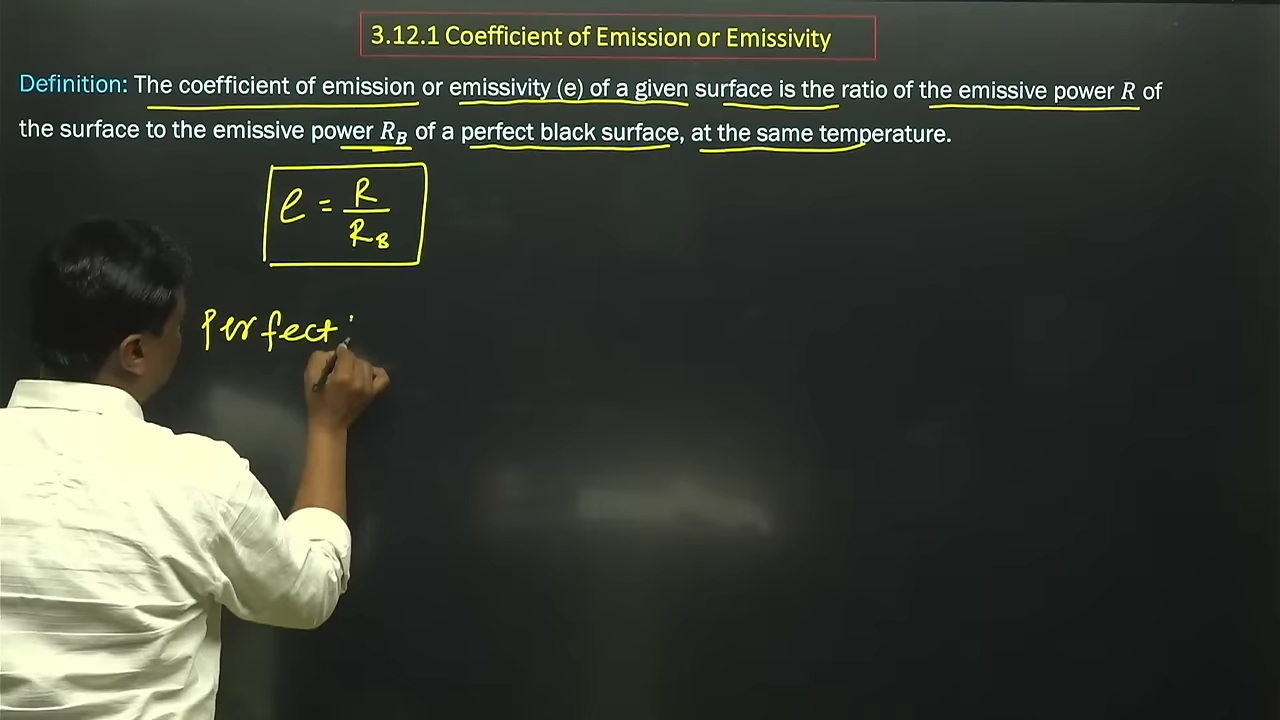 3.12.1 Coefficient of Emission or Emissivity
Definition: The coefficient of emission or emissivity (e) of a given surface is the ratio of the emissive power R of
the surface to the emissive power R_B of a perfect black surface, at the same temperature.
e = R / R_B
Perfect